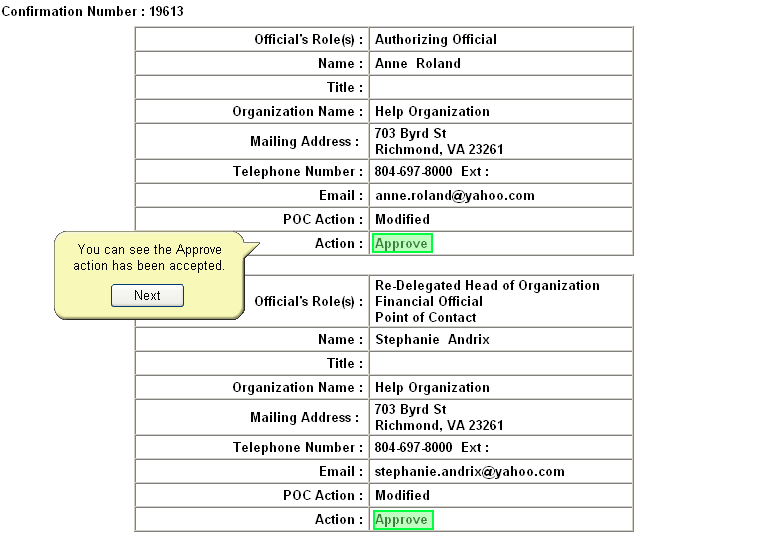 Confirmation Number : 19613
Official's Role(s) : Authorizing Official
Name : Anne Roland
Title :
Organization Name : Help Organization
Mailing Address : 703 Byrd St
Richmond, VA 23261
Telephone Number : 804-697-8000 Ext :
Email : anne.roland@yahoo.com
POC Action : Modified
Action : Approve
You can see the Approve
action has been accepted.
Next
Official's Role(s) : Re-Delegated Head of Organization
Financial Official
Point of Contact
Name : Stephanie Andrix
Title :
Organization Name : Help Organization
Mailing Address : 703 Byrd St
Richmond, VA 23261
Telephone Number : 804-697-8000 Ext :
Email : stephanie.andrix@yahoo.com
POC Action : Modified
Action : Approve